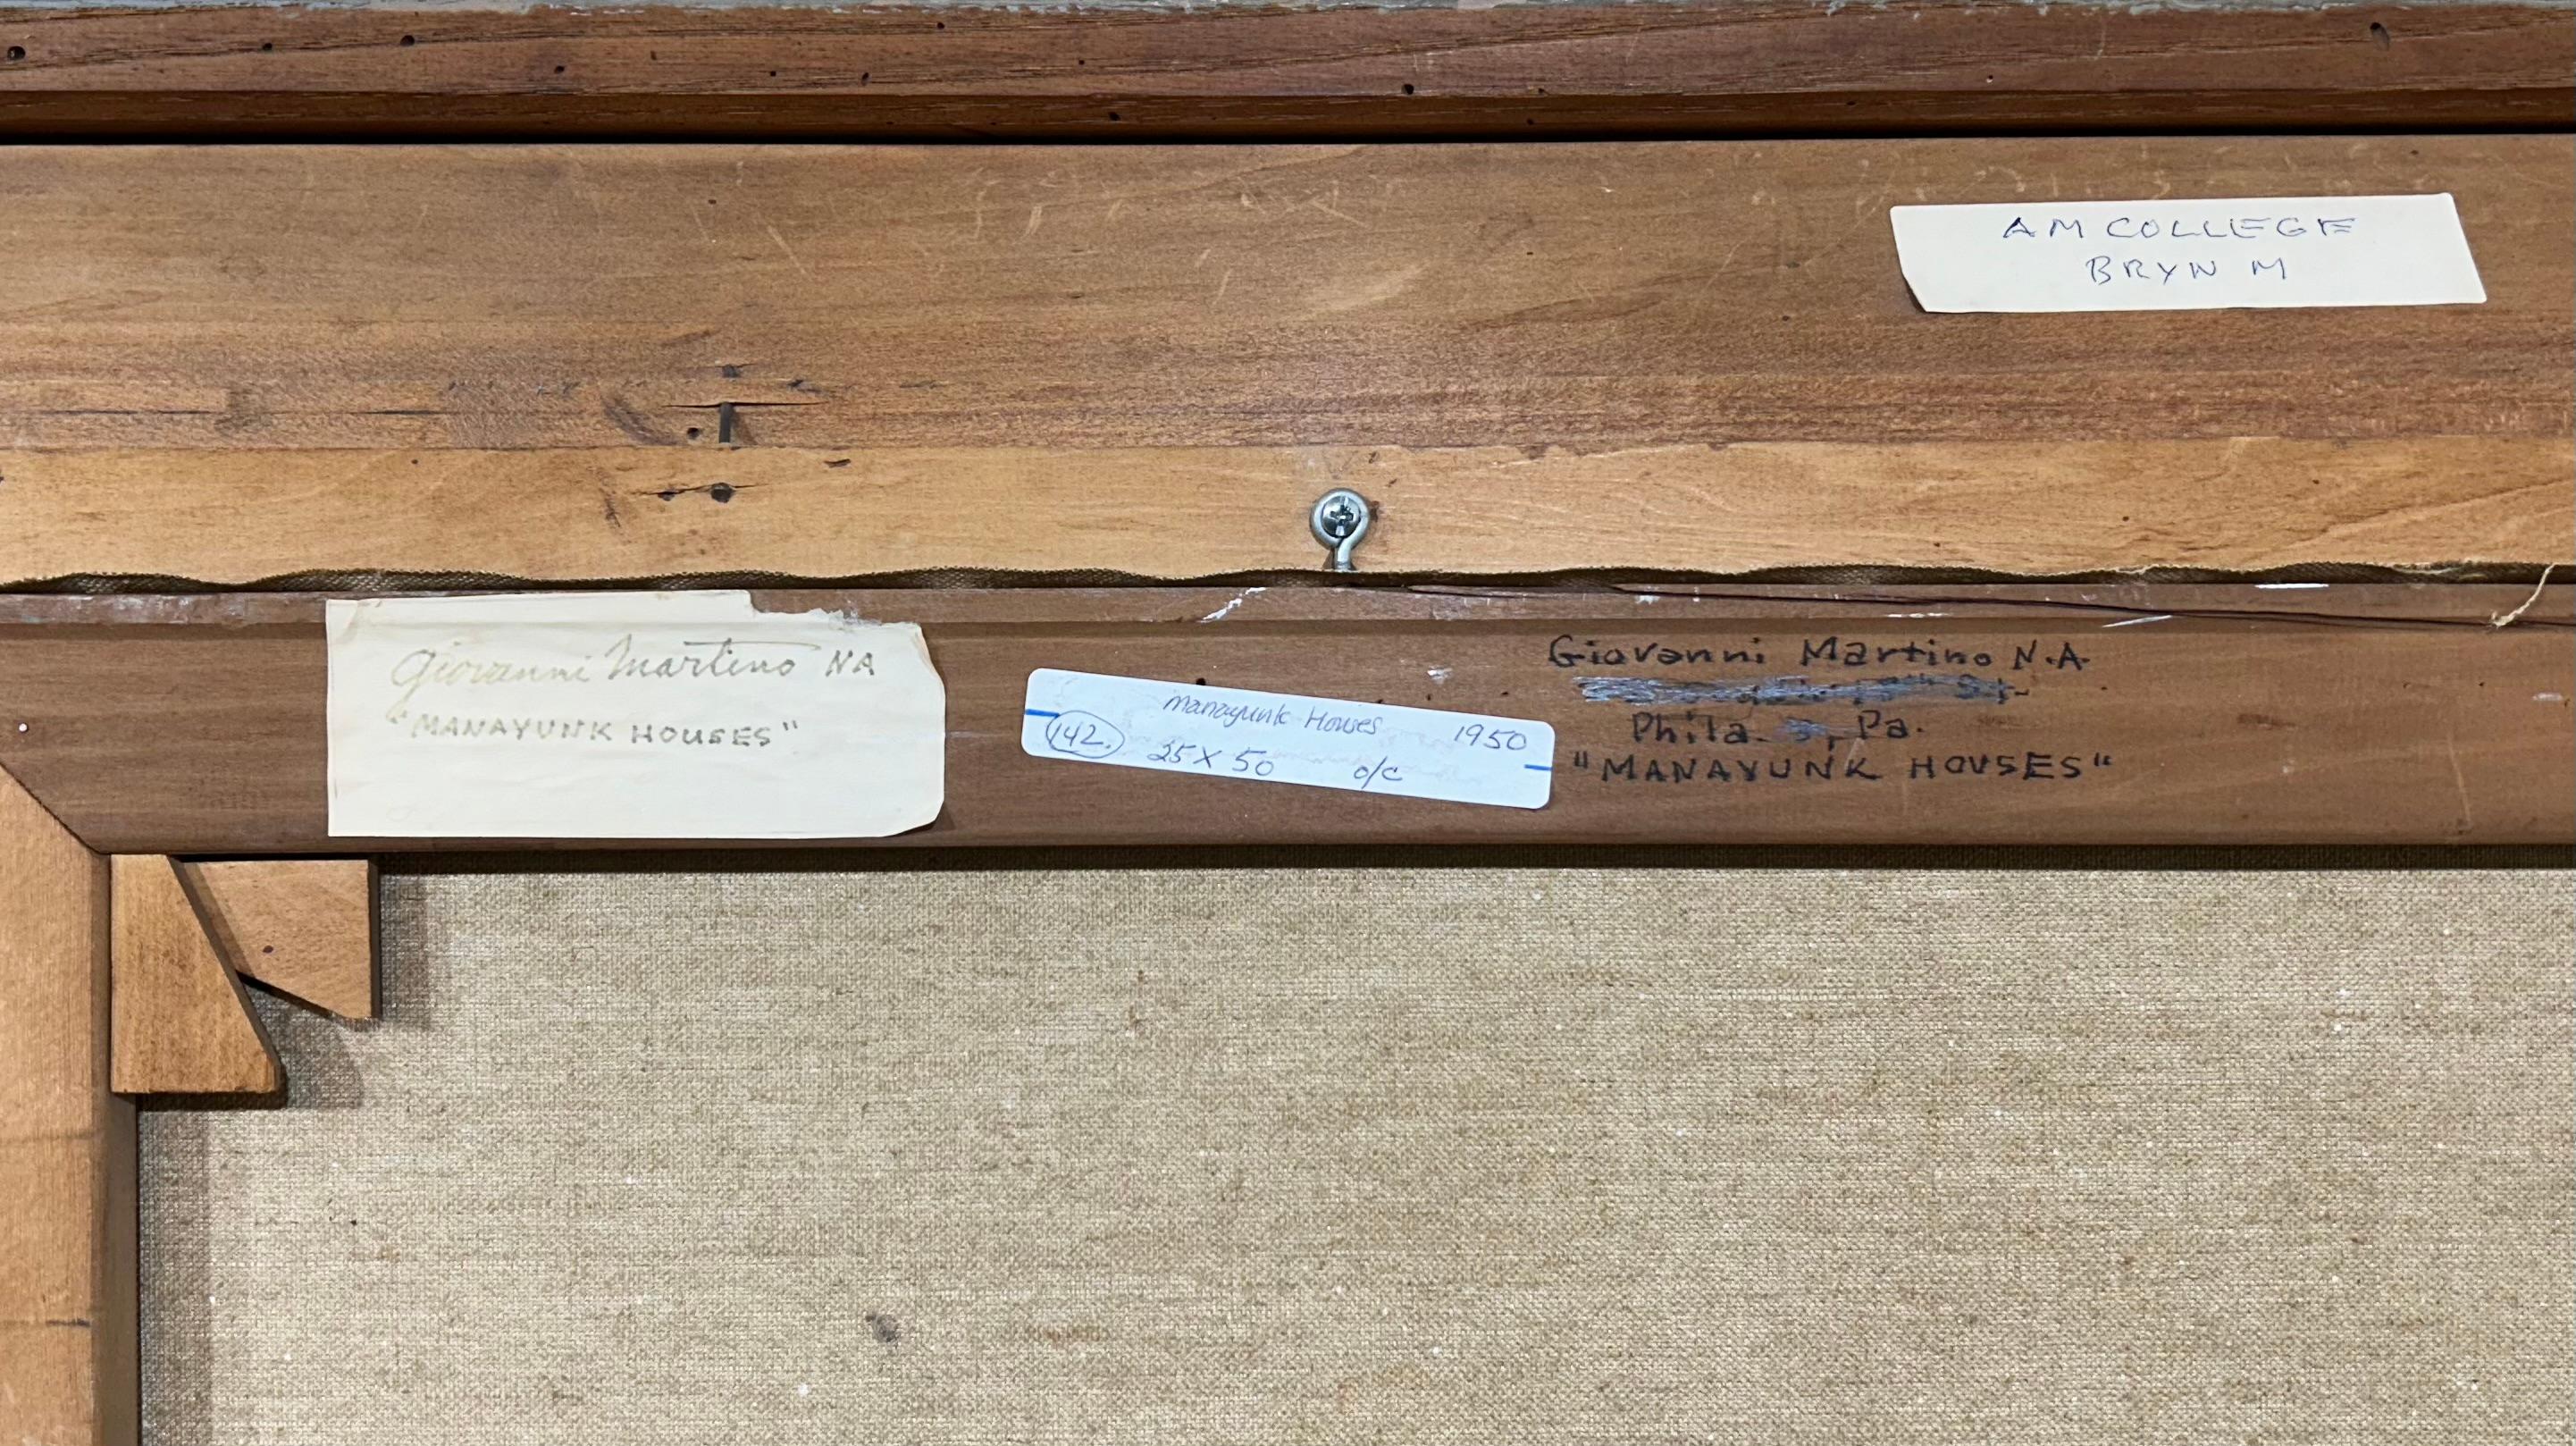 AM COLLEGE
BRYN M
Giovanni Martino NA
"MANAYUNK HOUSES"
Manayunk Houses 1950
142. 25 X 50 o/c
Giovanni Martino N.A.
St.
Phila. , Pa.
"MANAYUNK HOUSES"